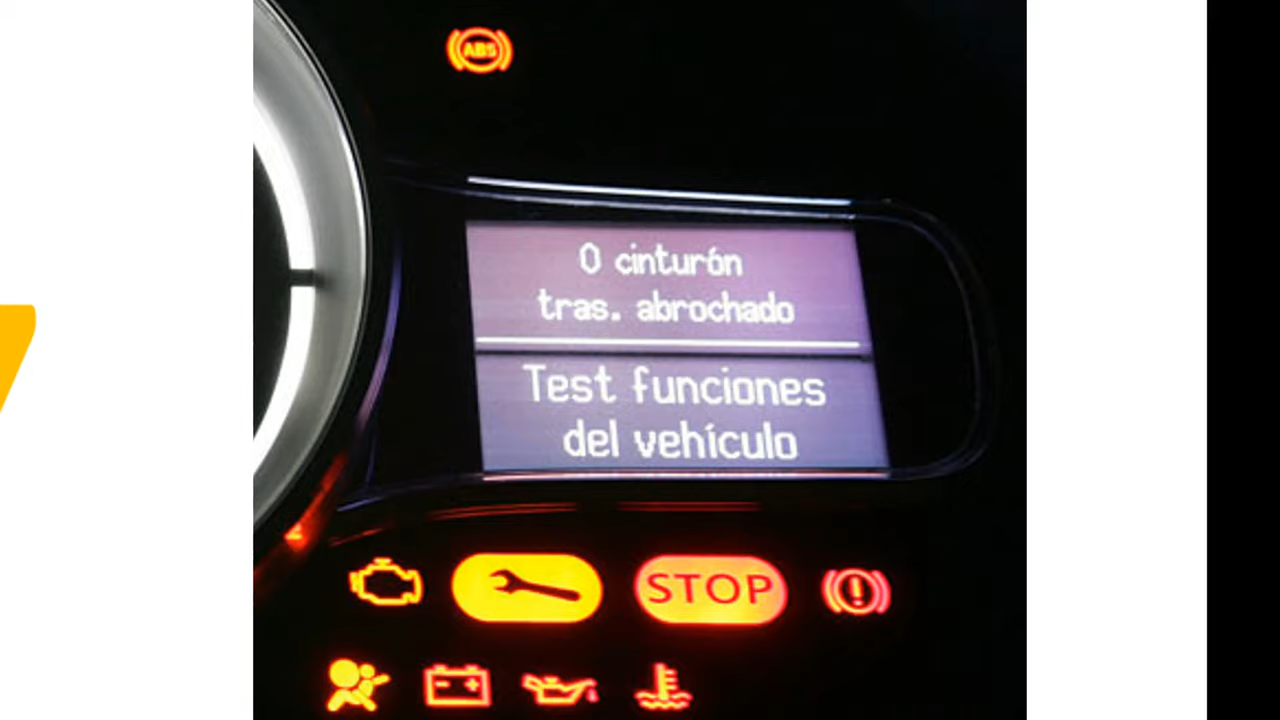 ABS
0 cinturón
tras. abrochado
Test funciones
del vehículo
STOP